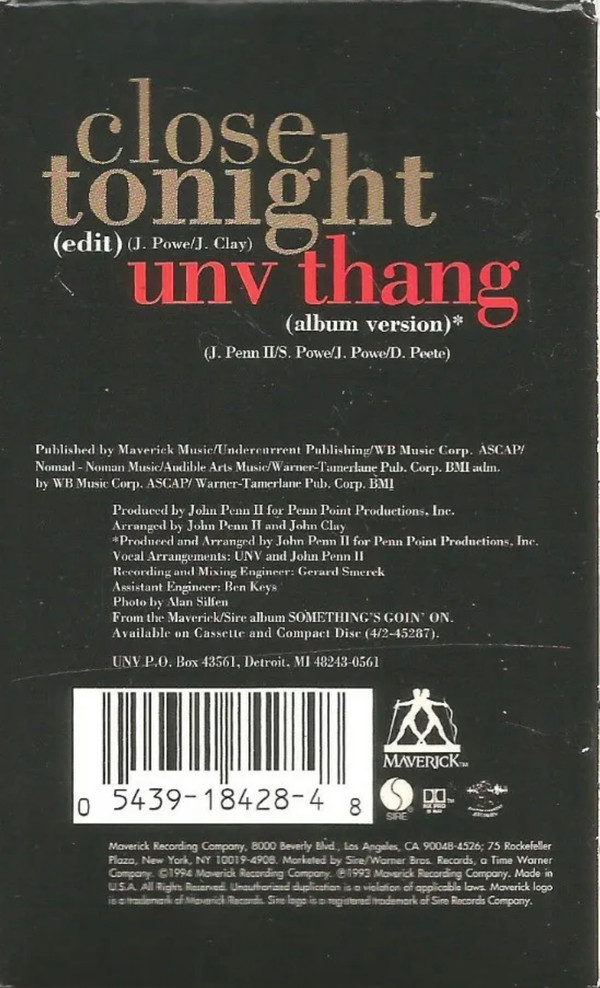 close
tonight
(edit) (J. Powe/J. Clay)
unv thang
(album version)*
(J. Penn II/S. Powe/J. Powe/D. Peete)
Published by Maverick Music/Undercurrent Publishing/WB Music Corp. ASCAP/
Nomad - Noman Music/Audible Arts Music/Warner-Tamerlane Pub. Corp. BMI adm.
by WB Music Corp. ASCAP/ Warner-Tamerlane Pub. Corp. BMI
Produced by John Penn II for Penn Point Productions, Inc.
Arranged by John Penn II and John Clay
*Produced and Arranged by John Penn II for Penn Point Productions, Inc.
Vocal Arrangements: UNV and John Penn II
Recording and Mixing Engineer: Gerard Smerek
Assistant Engineer: Ben Keys
Photo by Alan Silfen
From the Maverick/Sire album SOMETHING'S GOIN' ON.
Available on Cassette and Compact Disc (4/2-45287).
UNV P.O. Box 43561, Detroit, MI 48243-0561
MAVERICK™
SIRE
0 5439-18428-4 8
Maverick Recording Company, 8000 Beverly Blvd., Los Angeles, CA 90048-4526; 75 Rockefeller
Plaza, New York, NY 10019-4908. Marketed by Sire/Warner Bros. Records, a Time Warner
Company. ©1994 Maverick Recording Company. ℗1993 Maverick Recording Company. Made in
U.S.A. All Rights Reserved. Unauthorized duplication is a violation of applicable laws. Maverick logo
is a trademark of Maverick Records. Sire logo is a registered trademark of Sire Records Company.